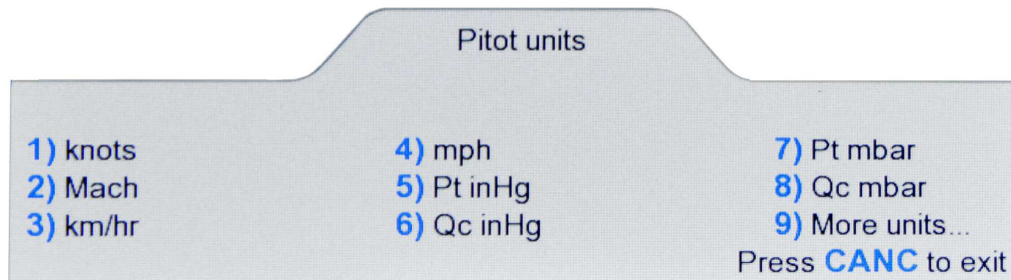 Pitot units
1) knots
2) Mach
3) km/hr
4) mph
5) Pt inHg
6) Qc inHg
7) Pt mbar
8) Qc mbar
9) More units...
Press CANC to exit